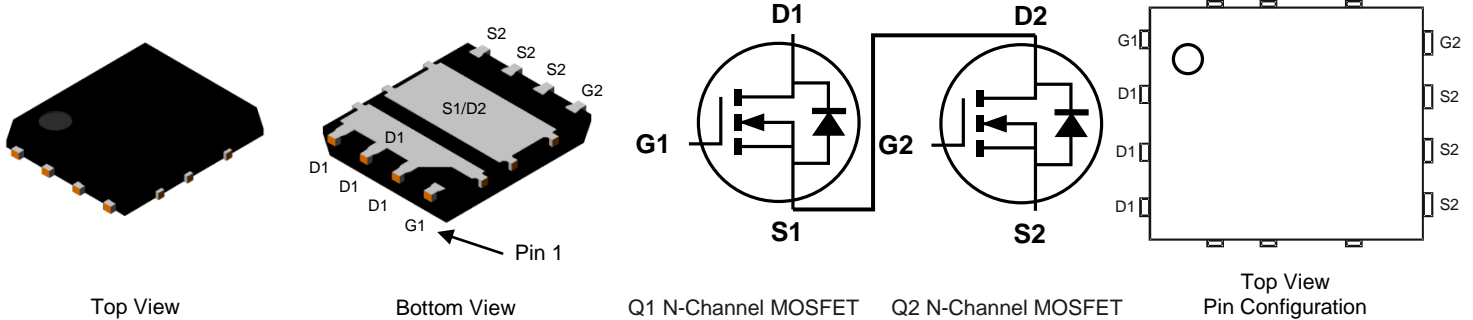 S2
S2
S2
G2
S1/D2
D1
D1
D1
D1
G1
Pin 1
D1
D2
G1
G2
S1
S2
G1
G2
D1
S2
D1
S2
D1
S2
Top View
Bottom View
Q1 N-Channel MOSFET
Q2 N-Channel MOSFET
Top View
Pin Configuration